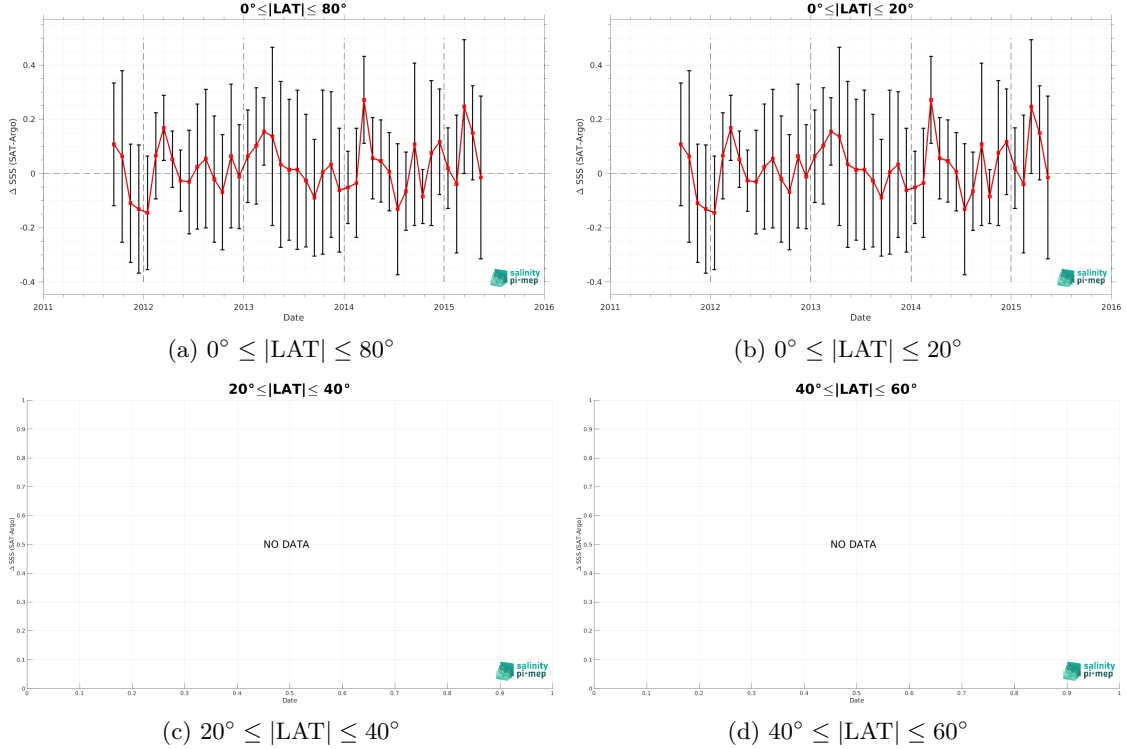 0°≤|LAT|≤ 80°
Δ SSS (SAT-Argo)
0.4
0.2
0
-0.2
-0.4
2011 2012 2013 2014 2015 2016
Date
salinity
pi-mep
(a) 0° ≤ |LAT| ≤ 80°
0°≤|LAT|≤ 20°
Δ SSS (SAT-Argo)
0.4
0.2
0
-0.2
-0.4
2011 2012 2013 2014 2015 2016
Date
salinity
pi-mep
(b) 0° ≤ |LAT| ≤ 20°
20°≤|LAT|≤ 40°
Δ SSS (SAT-Argo)
1
0.9
0.8
0.7
0.6
0.5
0.4
0.3
0.2
0.1
0
NO DATA
0 0.1 0.2 0.3 0.4 0.5 0.6 0.7 0.8 0.9 1
Date
salinity
pi-mep
(c) 20° ≤ |LAT| ≤ 40°
40°≤|LAT|≤ 60°
Δ SSS (SAT-Argo)
1
0.9
0.8
0.7
0.6
0.5
0.4
0.3
0.2
0.1
0
NO DATA
0 0.1 0.2 0.3 0.4 0.5 0.6 0.7 0.8 0.9 1
Date
salinity
pi-mep
(d) 40° ≤ |LAT| ≤ 60°